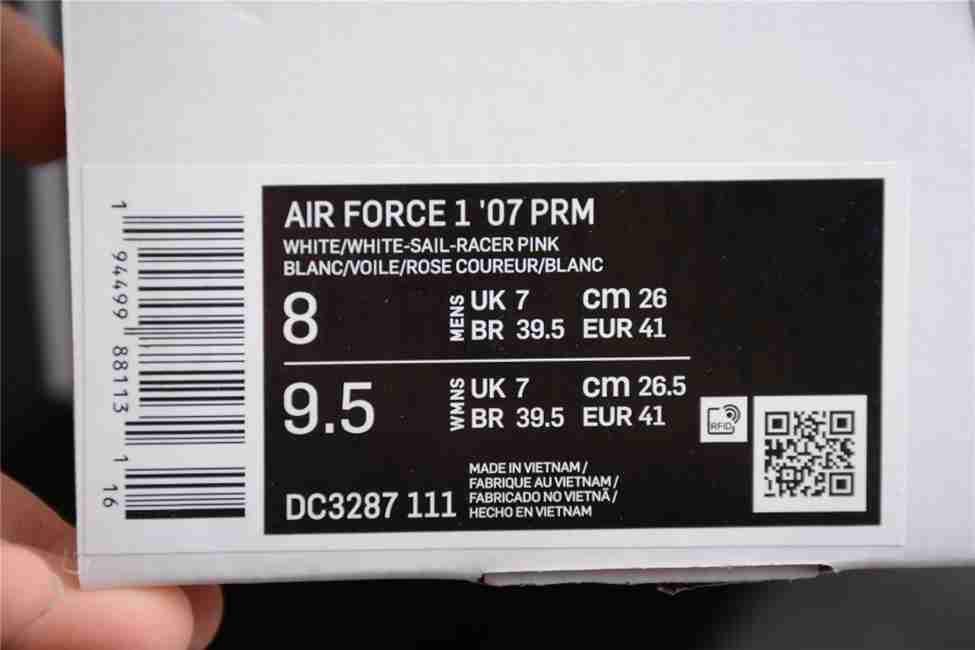 AIR FORCE 1 '07 PRM
WHITE/WHITE-SAIL-RACER PINK
BLANC/VOILE/ROSE COUREUR/BLANC
8 MENS UK 7 cm 26
BR 39.5 EUR 41
9.5 WMNS UK 7 cm 26.5
BR 39.5 EUR 41
DC3287 111
MADE IN VIETNAM /
FABRIQUE AU VIETNAM /
FABRICADO NO VIETNÃ /
HECHO EN VIETNAM
RFID
1 94499 88113 1 16